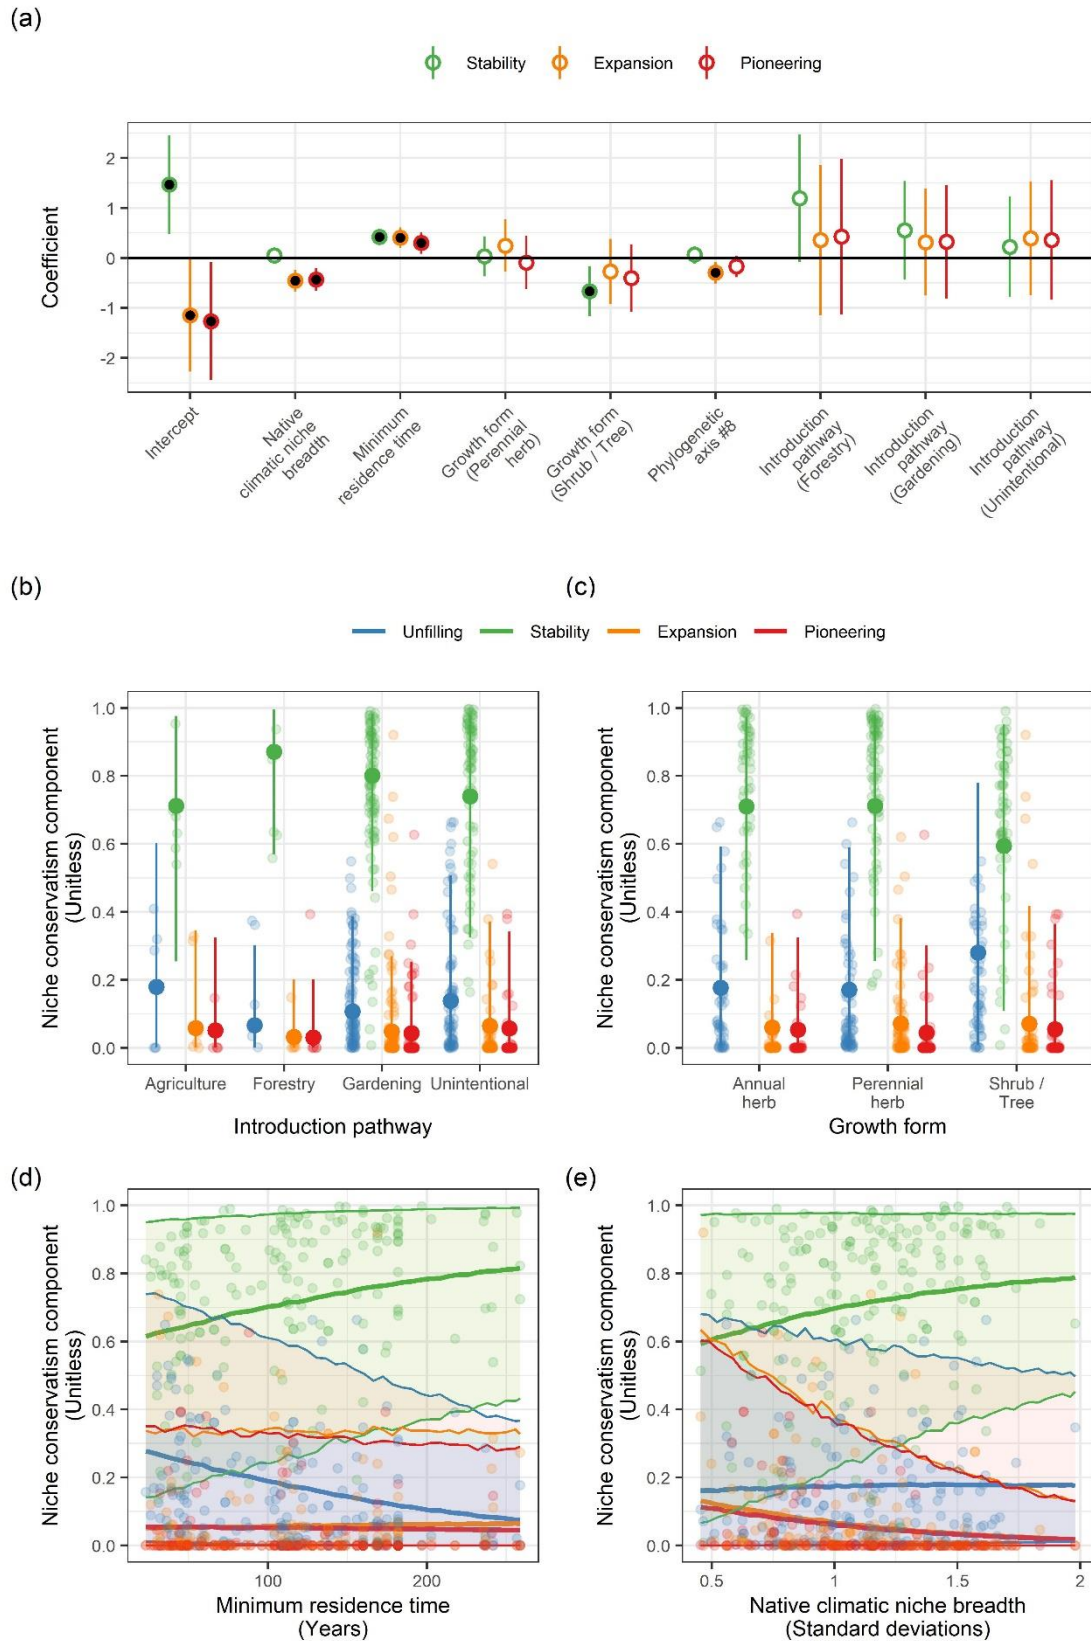 (a)
Stability Expansion Pioneering
Coefficient
2
1
0
-1
-2
Intercept
Native
climatic niche
breadth
Minimum
residence time
Growth form
(Perennial
herb)
Growth form
(Shrub / Tree)
Phylogenetic
axis #8
Introduction
pathway
(Forestry)
Introduction
pathway
(Gardening)
Introduction
pathway
(Unintentional)
(b)
(c)
Unfilling Stability Expansion Pioneering
Niche conservatism component
(Unitless)
1.0
0.8
0.6
0.4
0.2
0.0
Agriculture Forestry Gardening Unintentional
Introduction pathway
Niche conservatism component
(Unitless)
1.0
0.8
0.6
0.4
0.2
0.0
Annual
herb
Perennial
herb
Shrub /
Tree
Growth form
(d)
Niche conservatism component
(Unitless)
1.0
0.8
0.6
0.4
0.2
0.0
100 200
Minimum residence time
(Years)
(e)
Niche conservatism component
(Unitless)
1.0
0.8
0.6
0.4
0.2
0.0
0.5 1 1.5 2
Native climatic niche breadth
(Standard deviations)